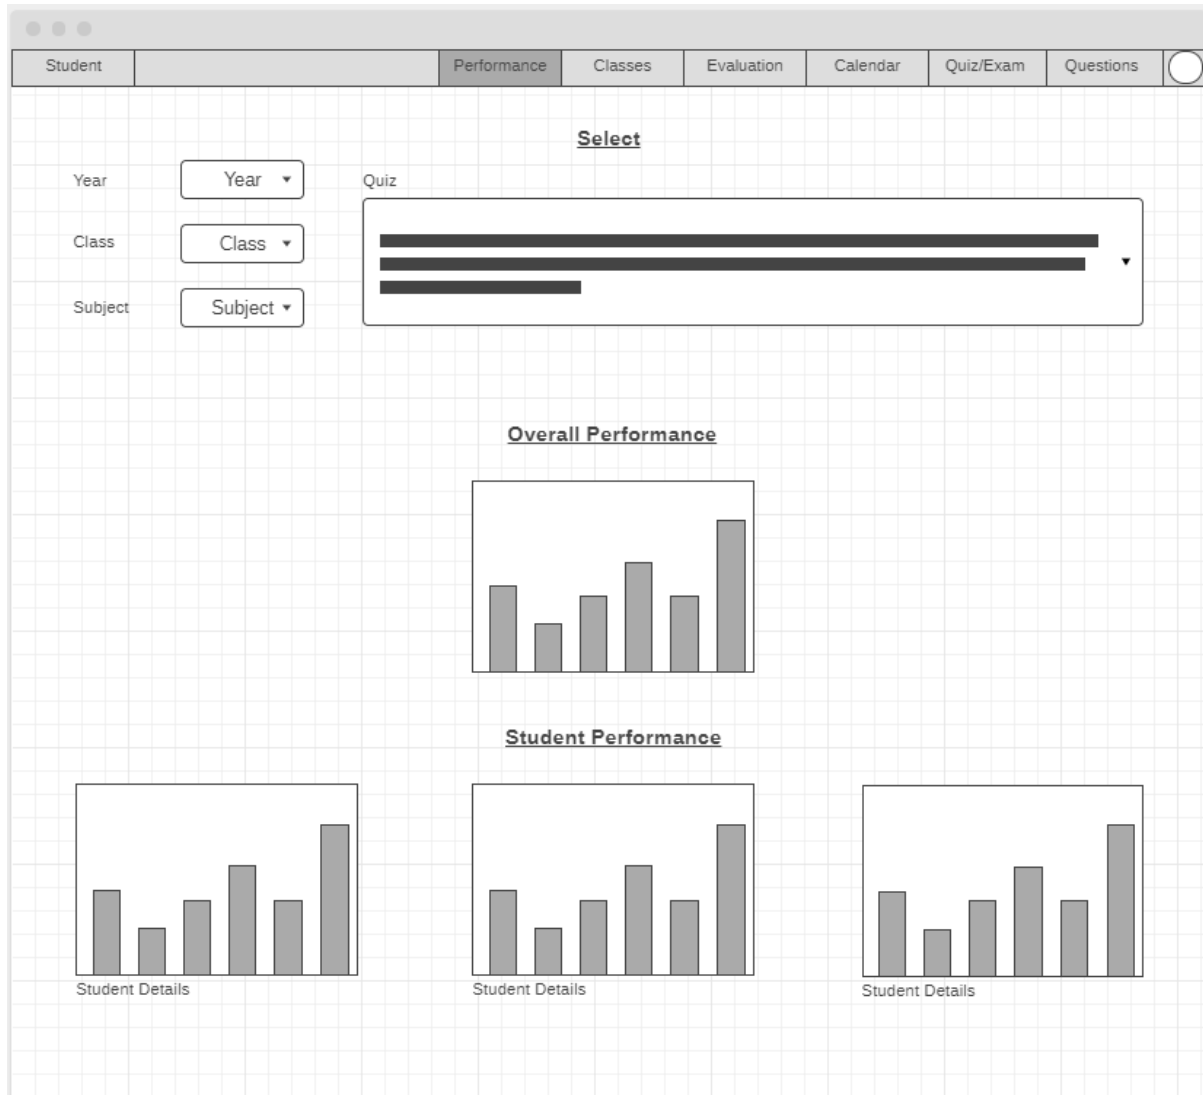 Student Performance Classes Evaluation Calendar Quiz/Exam Questions
Select
Year Year Quiz
Class Class
Subject Subject
Overall Performance
Student Performance
Student Details Student Details Student Details